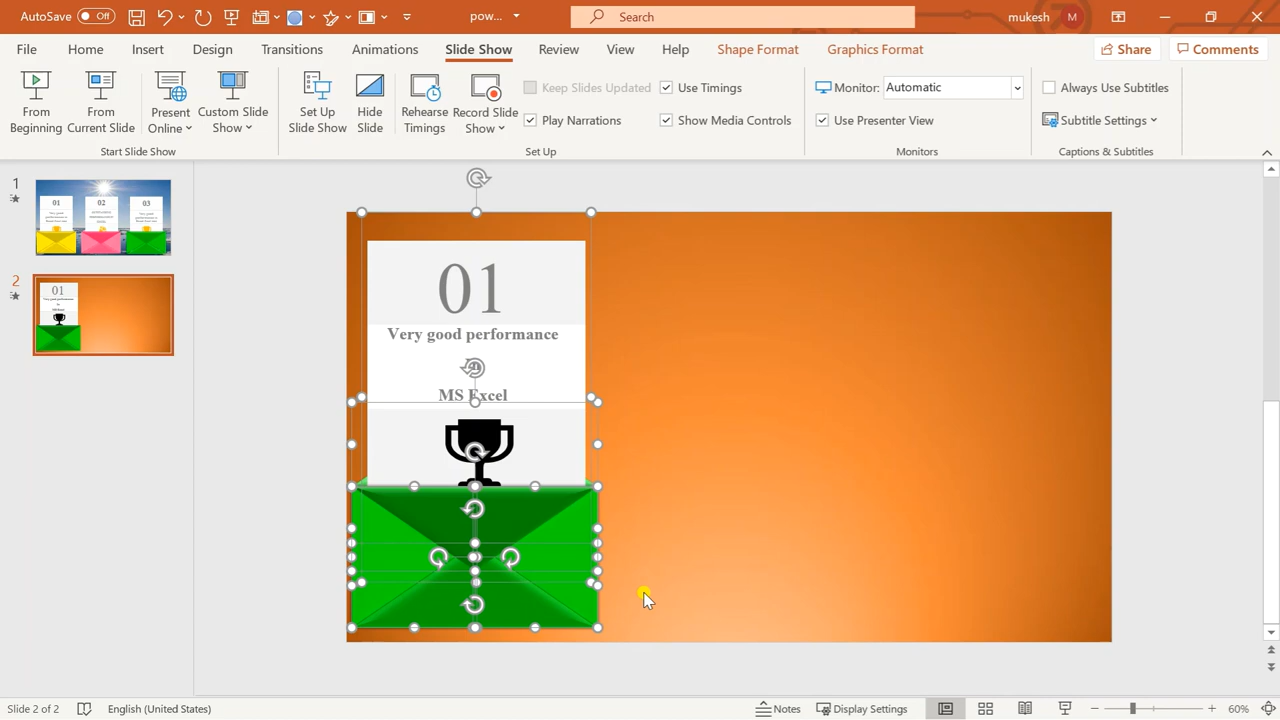 AutoSave Off pow... Search mukesh M
File Home Insert Design Transitions Animations Slide Show Review View Help Shape Format Graphics Format Share Comments
From Beginning
From Current Slide
Present Online
Custom Slide Show
Start Slide Show
Set Up Slide Show
Hide Slide
Rehearse Timings
Record Slide Show
Keep Slides Updated
Use Timings
Play Narrations
Show Media Controls
Set Up
Monitor: Automatic
Use Presenter View
Monitors
Always Use Subtitles
Subtitle Settings
Captions & Subtitles
1
01 02 03
2
01
Very good performance
01
Very good performance
MS Excel
Slide 2 of 2 English (United States) Notes Display Settings 60%